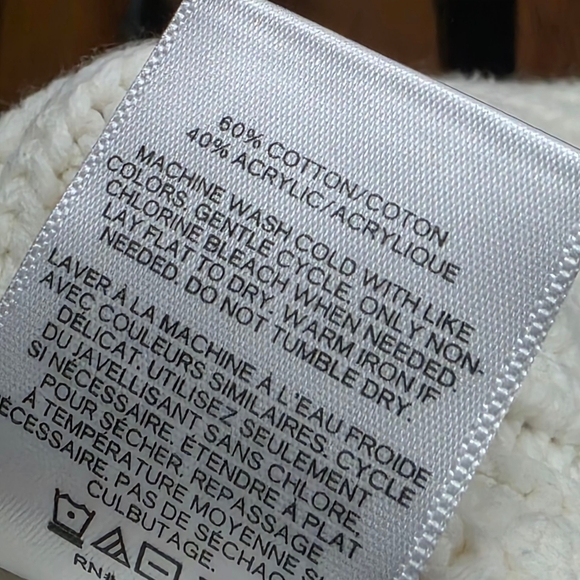 60% COTTON/COTON
40% ACRYLIC/ACRYLIQUE
MACHINE WASH COLD WITH LIKE
COLORS, GENTLE CYCLE. ONLY NON-
CHLORINE BLEACH WHEN NEEDED
LAY FLAT TO DRY. WARM IRON IF
NEEDED. DO NOT TUMBLE DRY.
LAVER À LA MACHINE À L'EAU FROIDE
AVEC COULEURS SIMILAIRES, CYCLE
DÉLICAT. UTILISEZ SEULEMENT
DU JAVELLISANT SANS CHLORE,
SI NÉCESSAIRE. ÉTENDRE À PLAT
POUR SÉCHER. REPASSAGE
À TEMPÉRATURE MOYENNE S
ÉCESSAIRE. PAS DE SÉCHAG
CULBUTAGE.
RN#